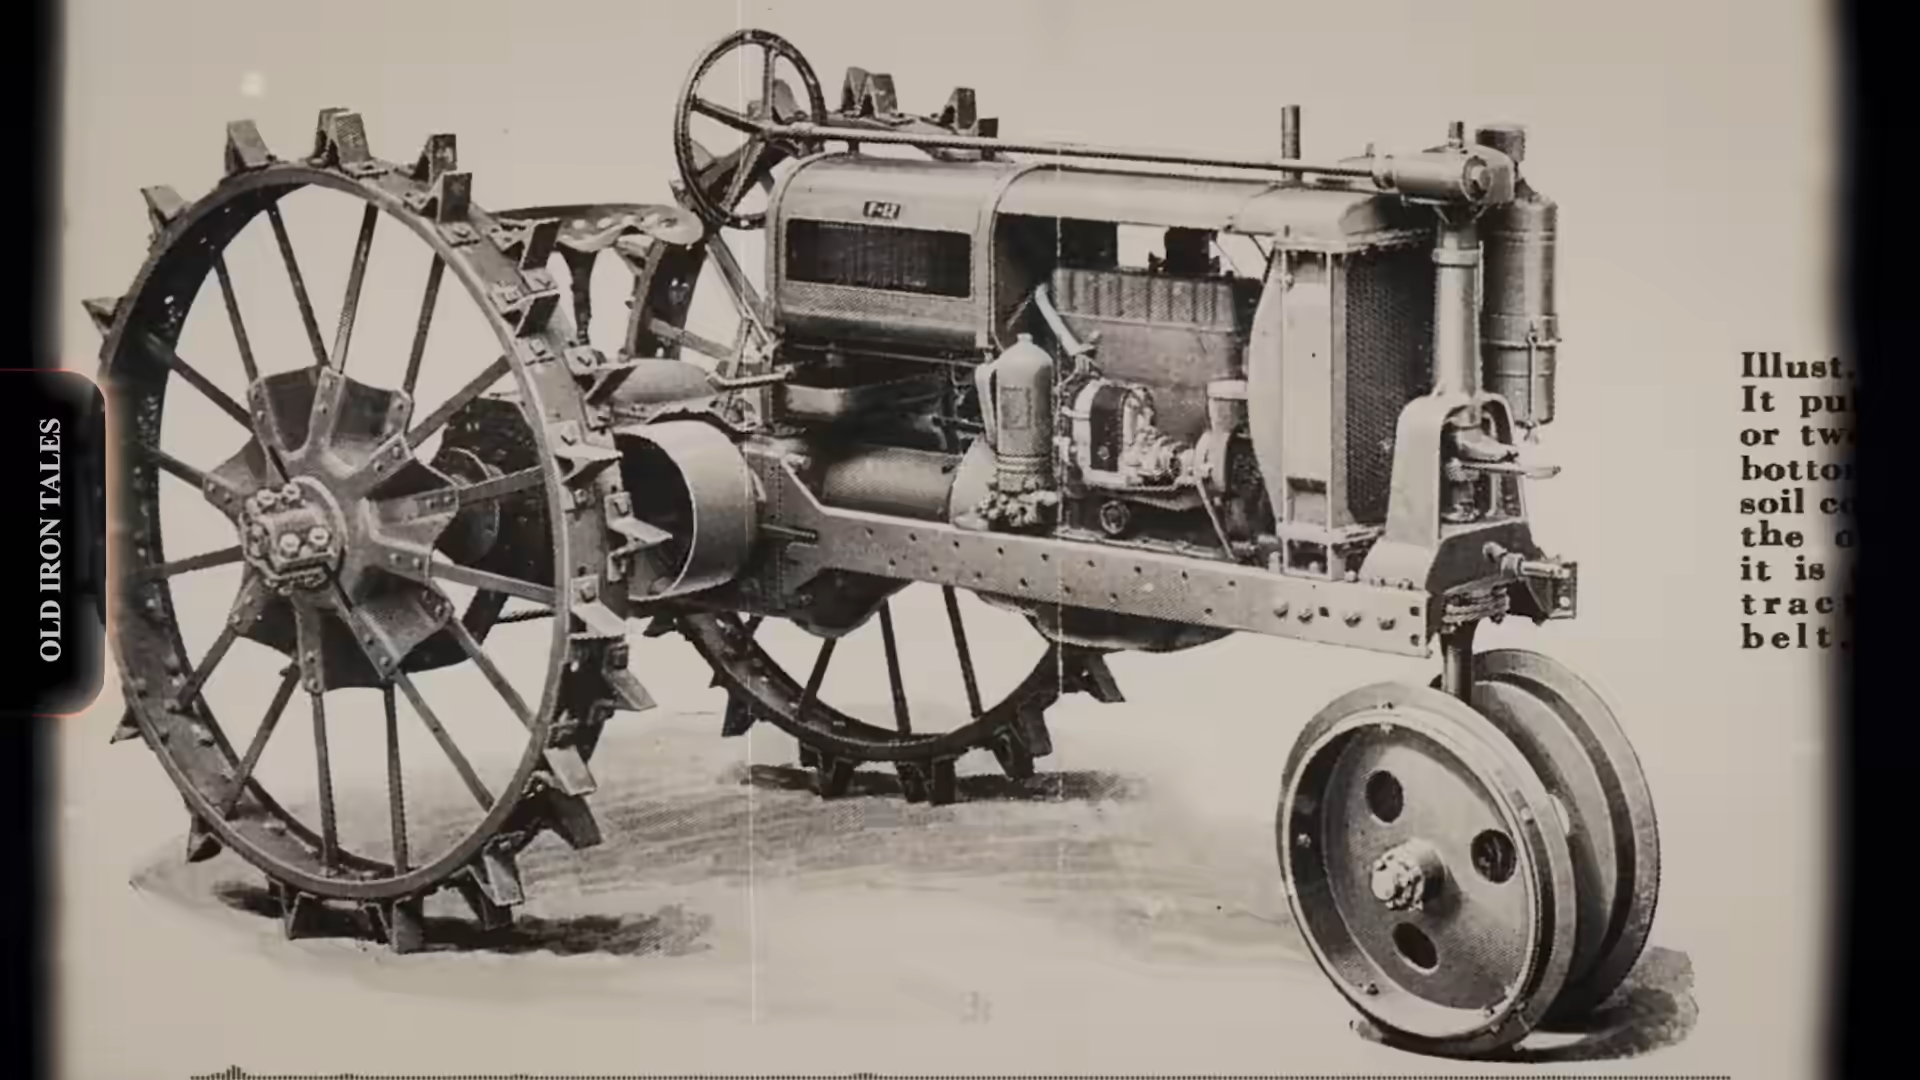 OLD IRON TALES
F-12
Illust.
It pu
or tw
botto
soil c
the o
it is
trac
belt.